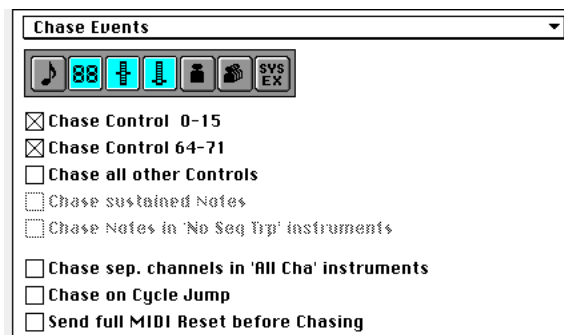 Chase Events
88
SYS
EX
Chase Control 0-15
Chase Control 64-71
Chase all other Controls
Chase sustained Notes
Chase Notes in 'No Seq Trp' instruments
Chase sep. channels in 'All Cha' instruments
Chase on Cycle Jump
Send full MIDI Reset before Chasing